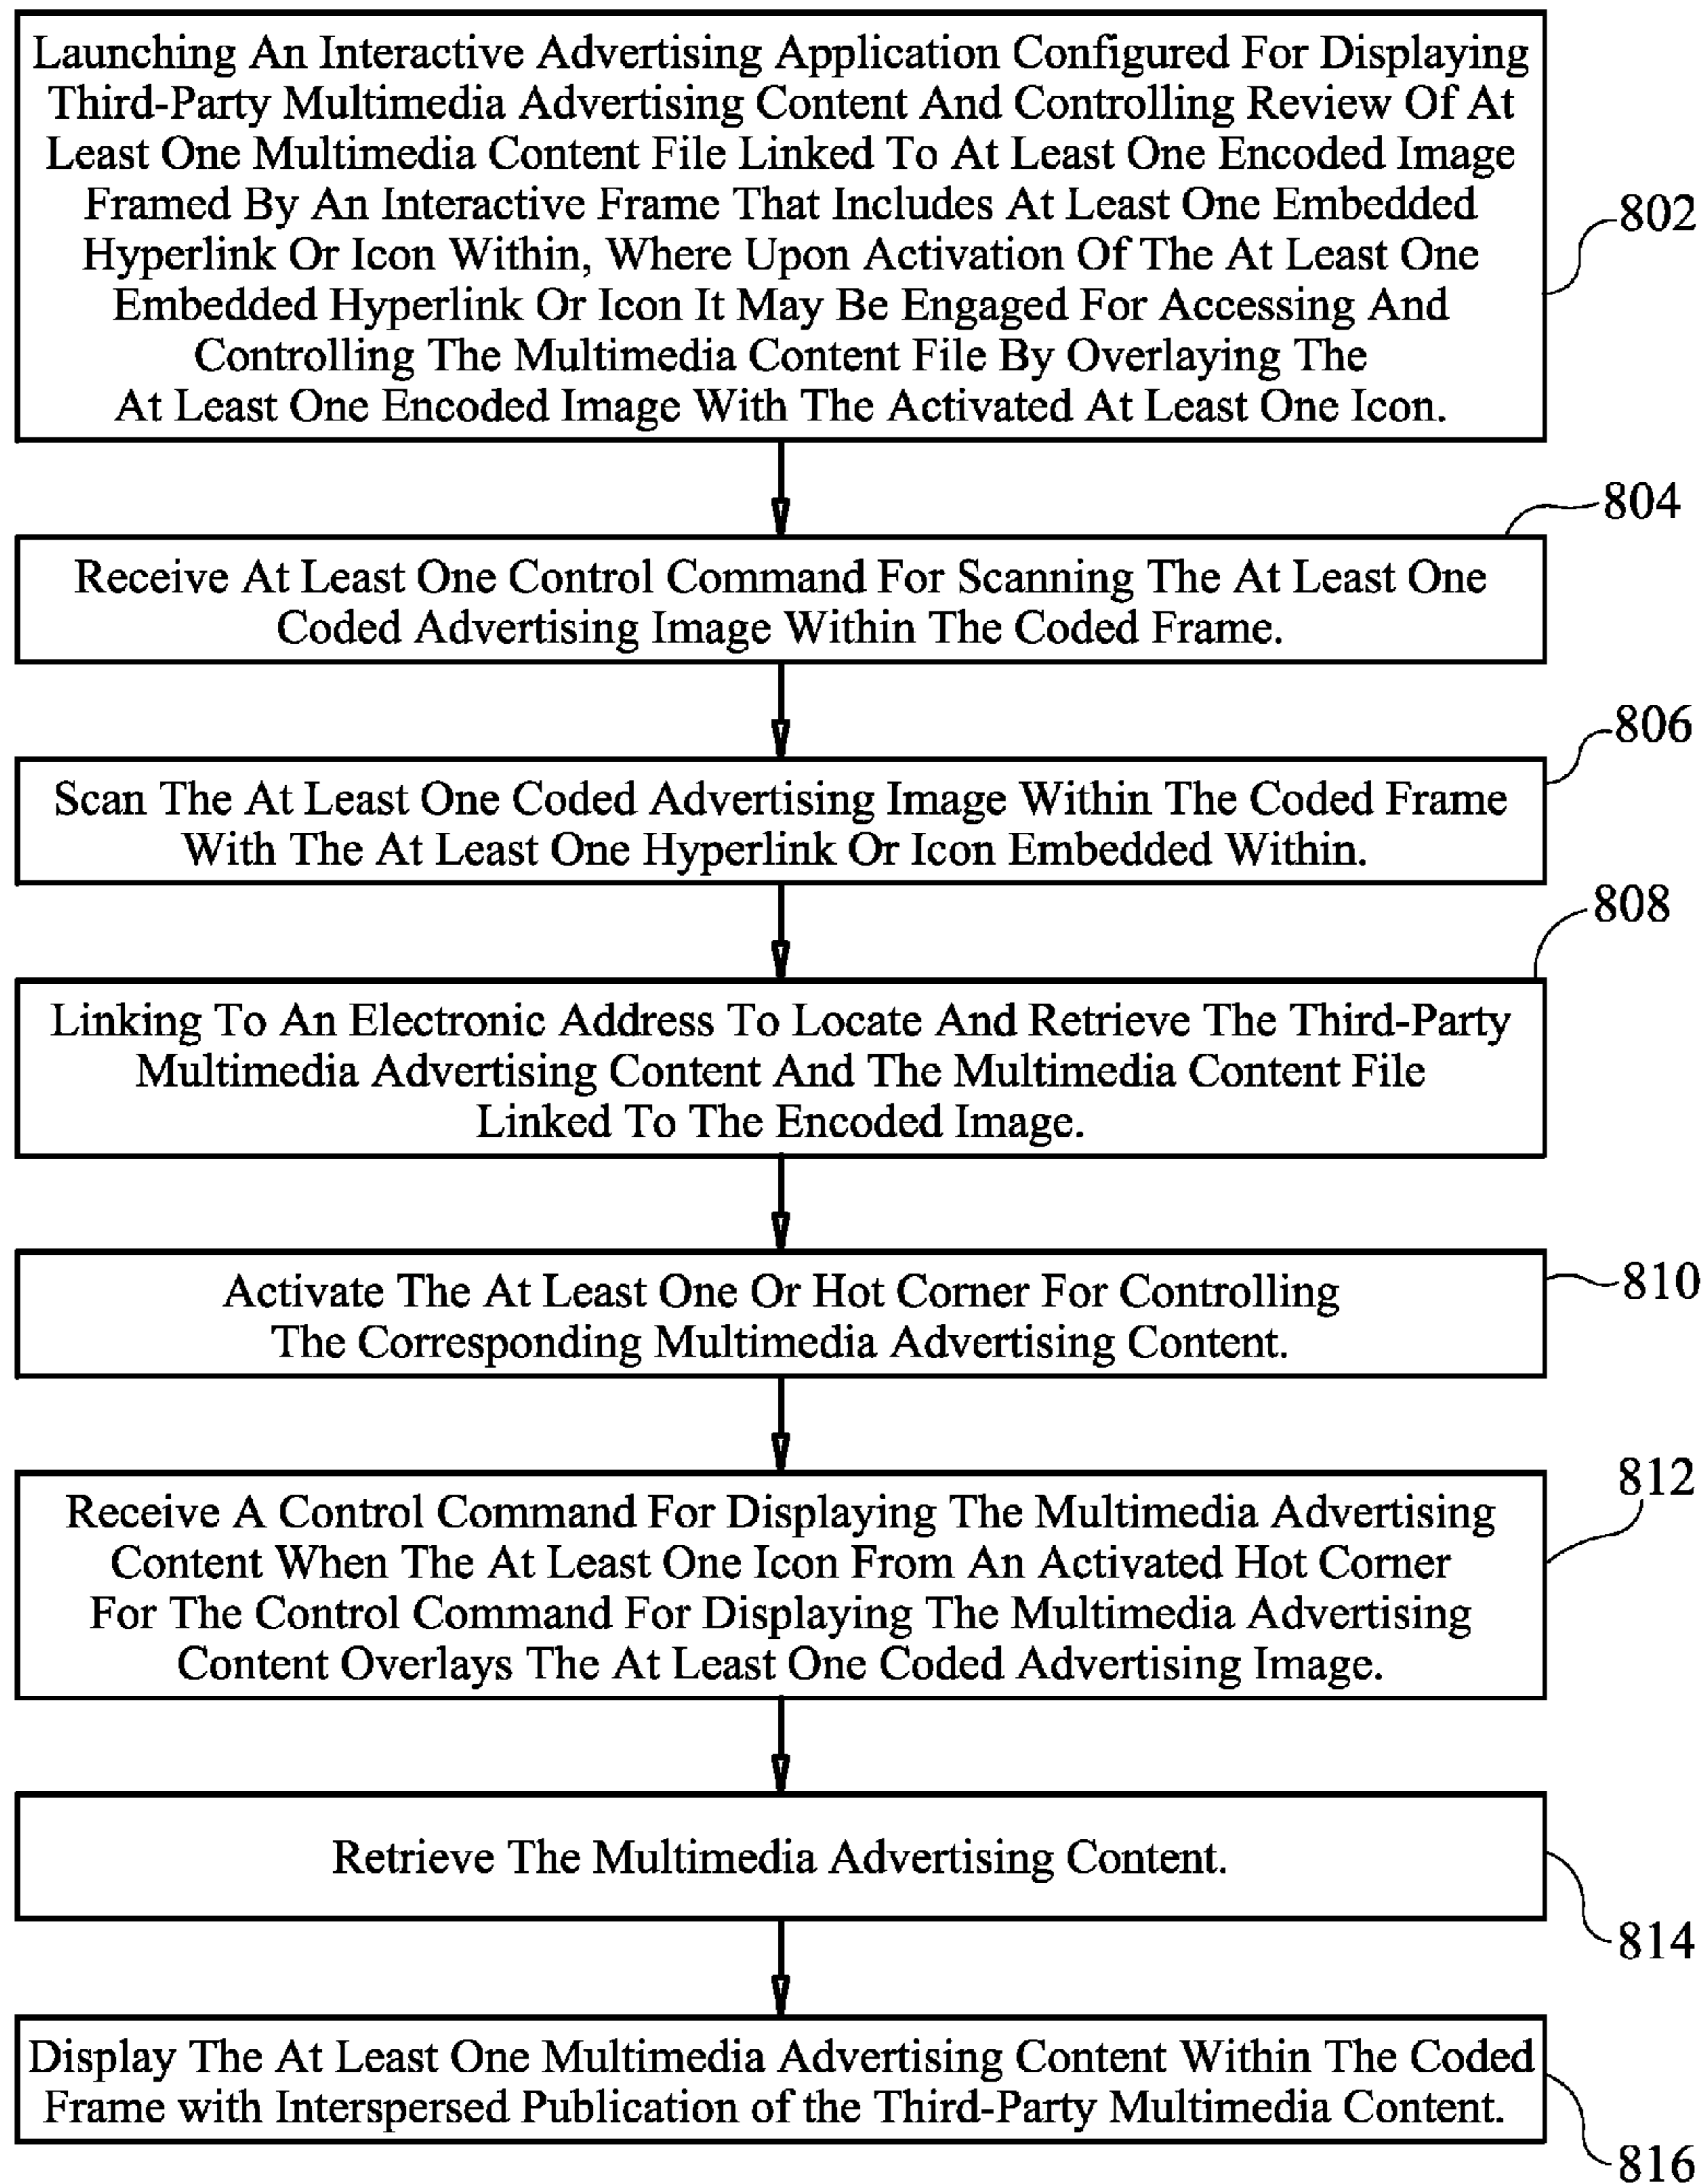 Launching An Interactive Advertising Application Configured For Displaying
Third-Party Multimedia Advertising Content And Controlling Review Of At
Least One Multimedia Content File Linked To At Least One Encoded Image
Framed By An Interactive Frame That Includes At Least One Embedded
Hyperlink Or Icon Within, Where Upon Activation Of The At Least One
Embedded Hyperlink Or Icon It May Be Engaged For Accessing And
Controlling The Multimedia Content File By Overlaying The
At Least One Encoded Image With The Activated At Least One Icon.
802
804
Receive At Least One Control Command For Scanning The At Least One
Coded Advertising Image Within The Coded Frame.
806
Scan The At Least One Coded Advertising Image Within The Coded Frame
With The At Least One Hyperlink Or Icon Embedded Within.
808
Linking To An Electronic Address To Locate And Retrieve The Third-Party
Multimedia Advertising Content And The Multimedia Content File
Linked To The Encoded Image.
Activate The At Least One Or Hot Corner For Controlling
The Corresponding Multimedia Advertising Content.
810
812
Receive A Control Command For Displaying The Multimedia Advertising
Content When The At Least One Icon From An Activated Hot Corner
For The Control Command For Displaying The Multimedia Advertising
Content Overlays The At Least One Coded Advertising Image.
Retrieve The Multimedia Advertising Content.
814
Display The At Least One Multimedia Advertising Content Within The Coded
Frame with Interspersed Publication of the Third-Party Multimedia Content.
816